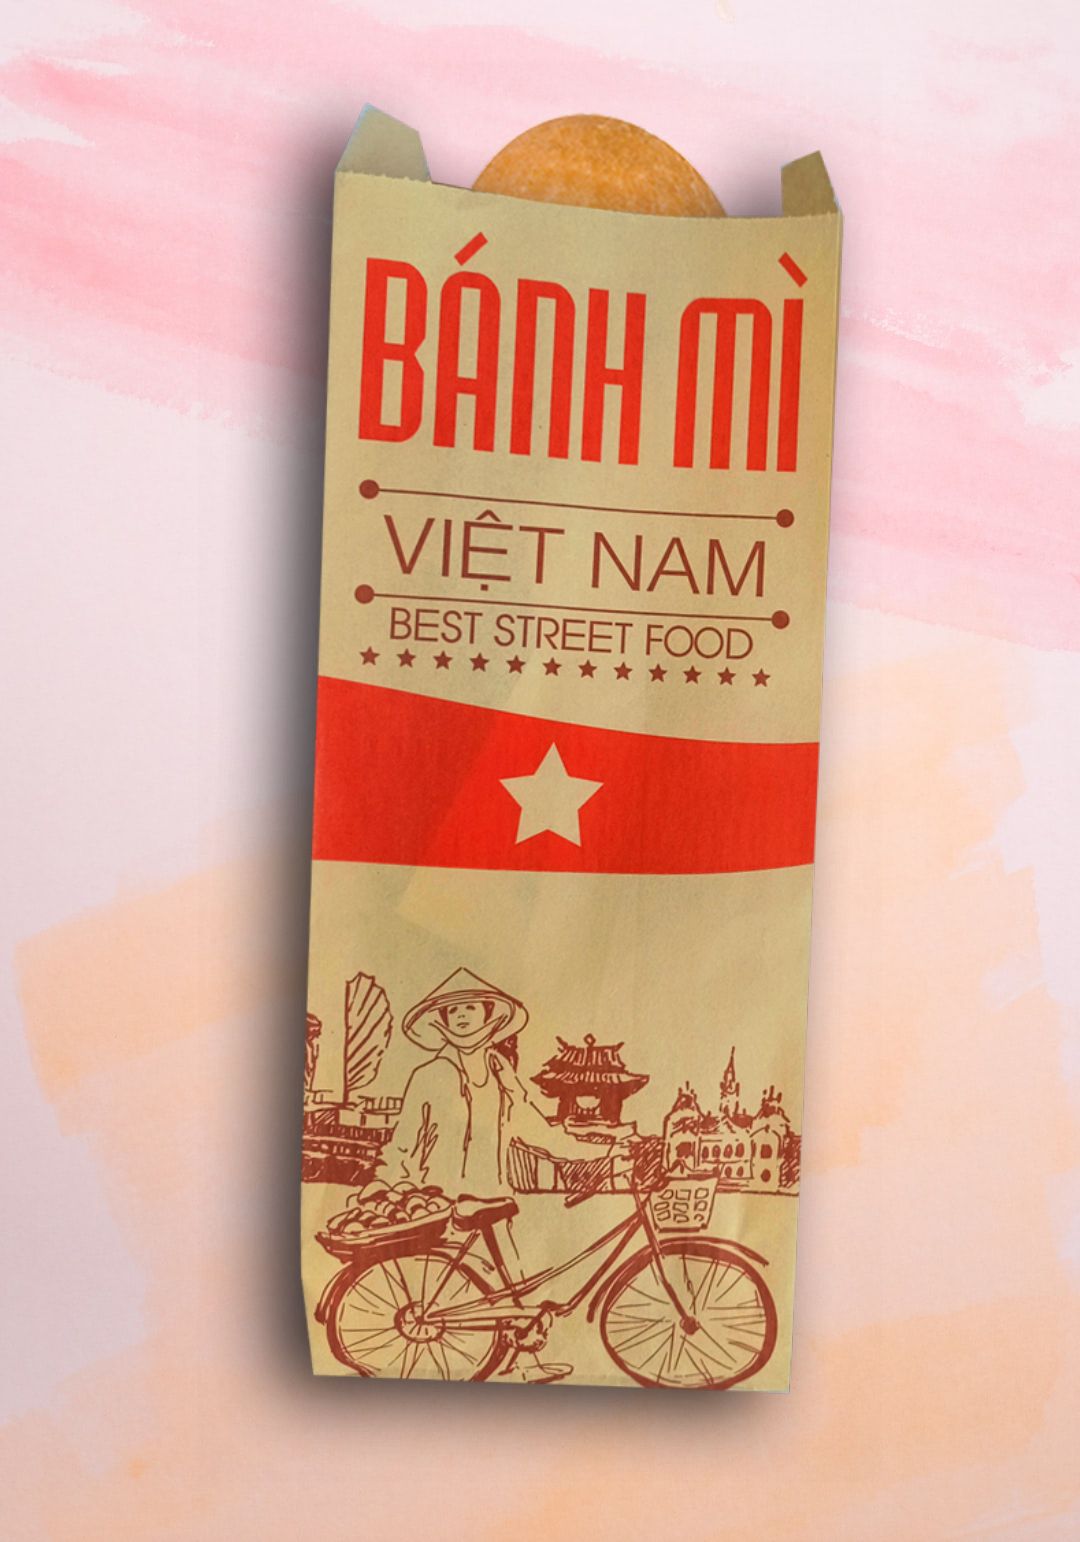 BÁNH MÌ
VIỆT NAM
BEST STREET FOOD